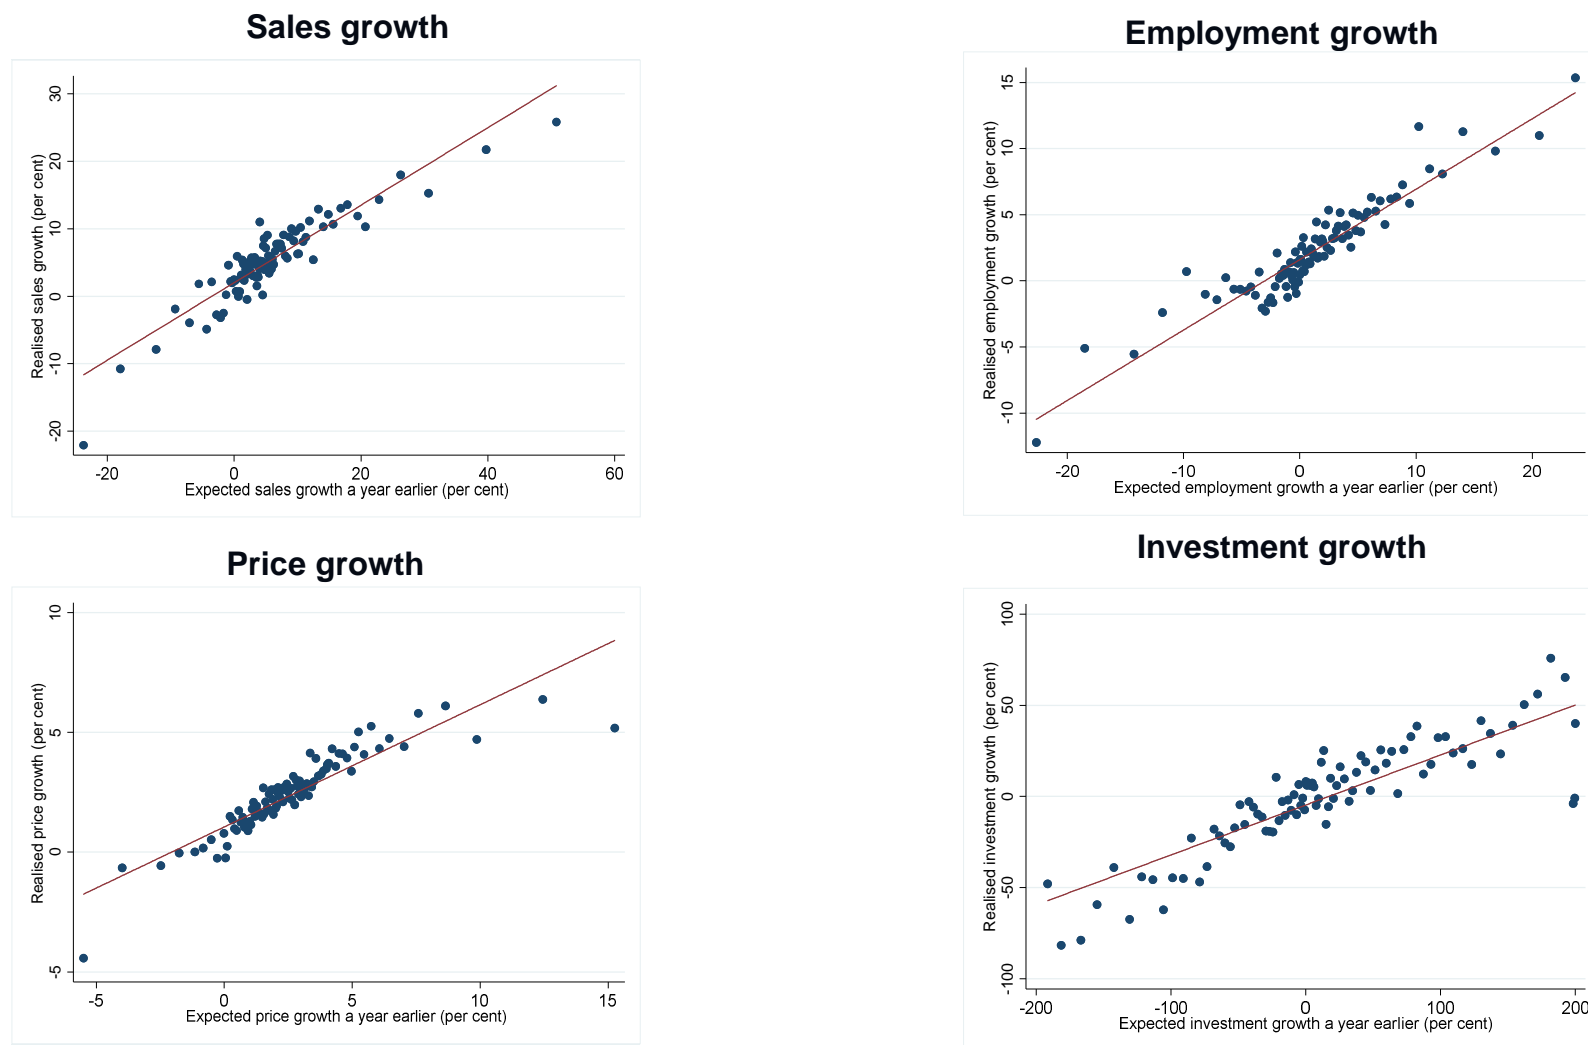 Sales growth
Realised sales growth (per cent)
30
20
10
0
-10
-20
-20 0 20 40 60
Expected sales growth a year earlier (per cent)
Employment growth
Realised employment growth (per cent)
15
10
5
0
-5
-10
-20 -10 0 10 20
Expected employment growth a year earlier (per cent)
Price growth
Realised price growth (per cent)
10
5
0
-5
-5 0 5 10 15
Expected price growth a year earlier (per cent)
Investment growth
Realised investment growth (per cent)
100
50
0
-50
-100
-200 -100 0 100 200
Expected investment growth a year earlier (per cent)